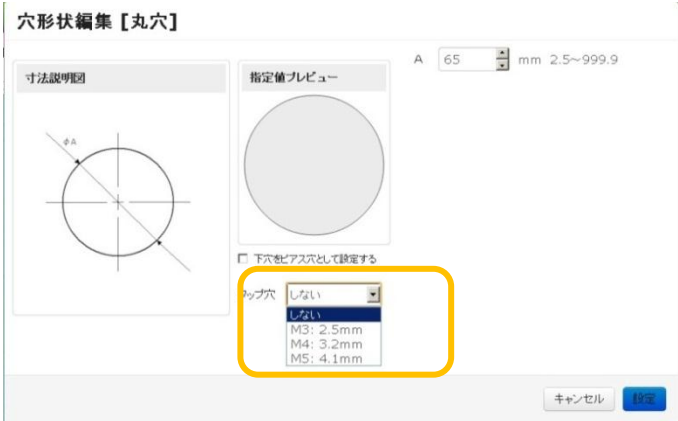 穴形状編集 [丸穴]
A 65 mm 2.5~999.9
寸法説明図
指定値プレビュー
φA
下穴をピアス穴として設定する
タップ穴 しない
しない
M3: 2.5mm
M4: 3.2mm
M5: 4.1mm
キャンセル 設定